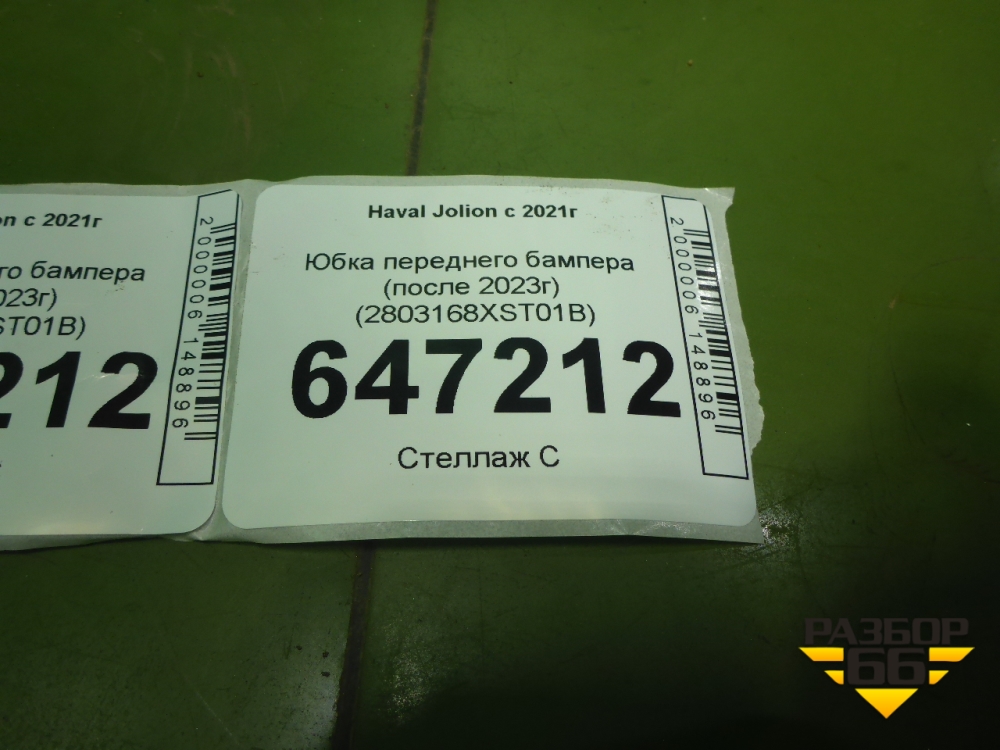 on с 2021г
го бампера
023г)
ST01B)
212
2000006148896
Haval Jolion с 2021г
Юбка переднего бампера
(после 2023г)
(2803168XST01B)
647212
Стеллаж С
2000006148896
РАЗБОР
66